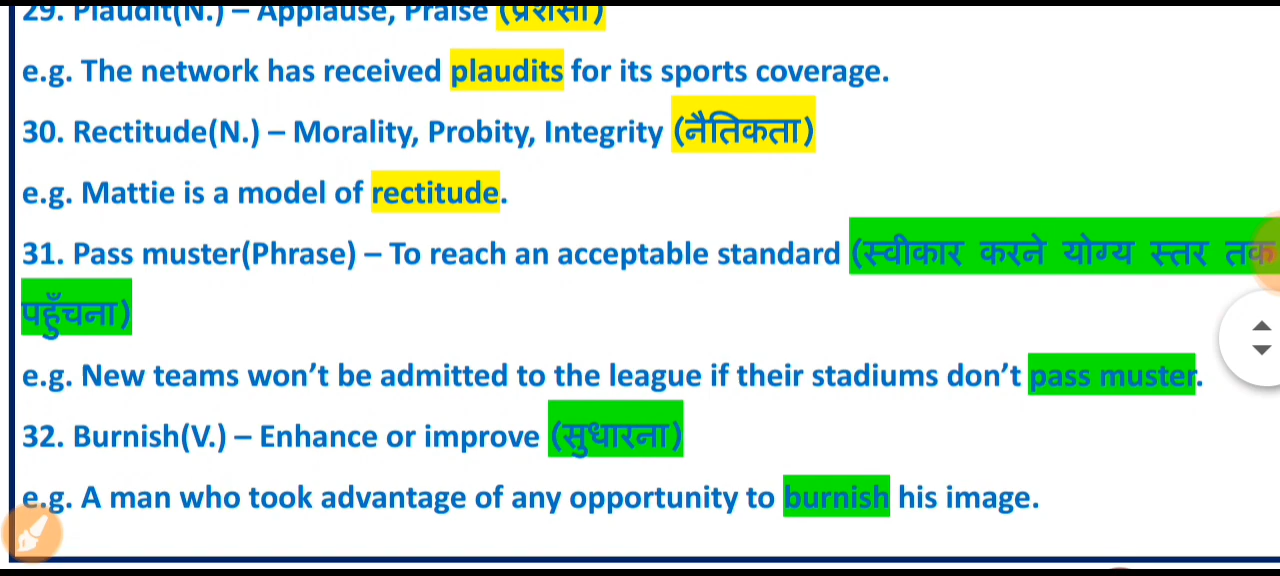 29. Plaudit(N.) – Applause, Praise (प्रशंसा)
e.g. The network has received plaudits for its sports coverage.
30. Rectitude(N.) – Morality, Probity, Integrity (नैतिकता)
e.g. Mattie is a model of rectitude.
31. Pass muster(Phrase) – To reach an acceptable standard (स्वीकार करने योग्य स्तर तक
पहुँचना)
e.g. New teams won’t be admitted to the league if their stadiums don’t pass muster.
32. Burnish(V.) – Enhance or improve (सुधारना)
e.g. A man who took advantage of any opportunity to burnish his image.